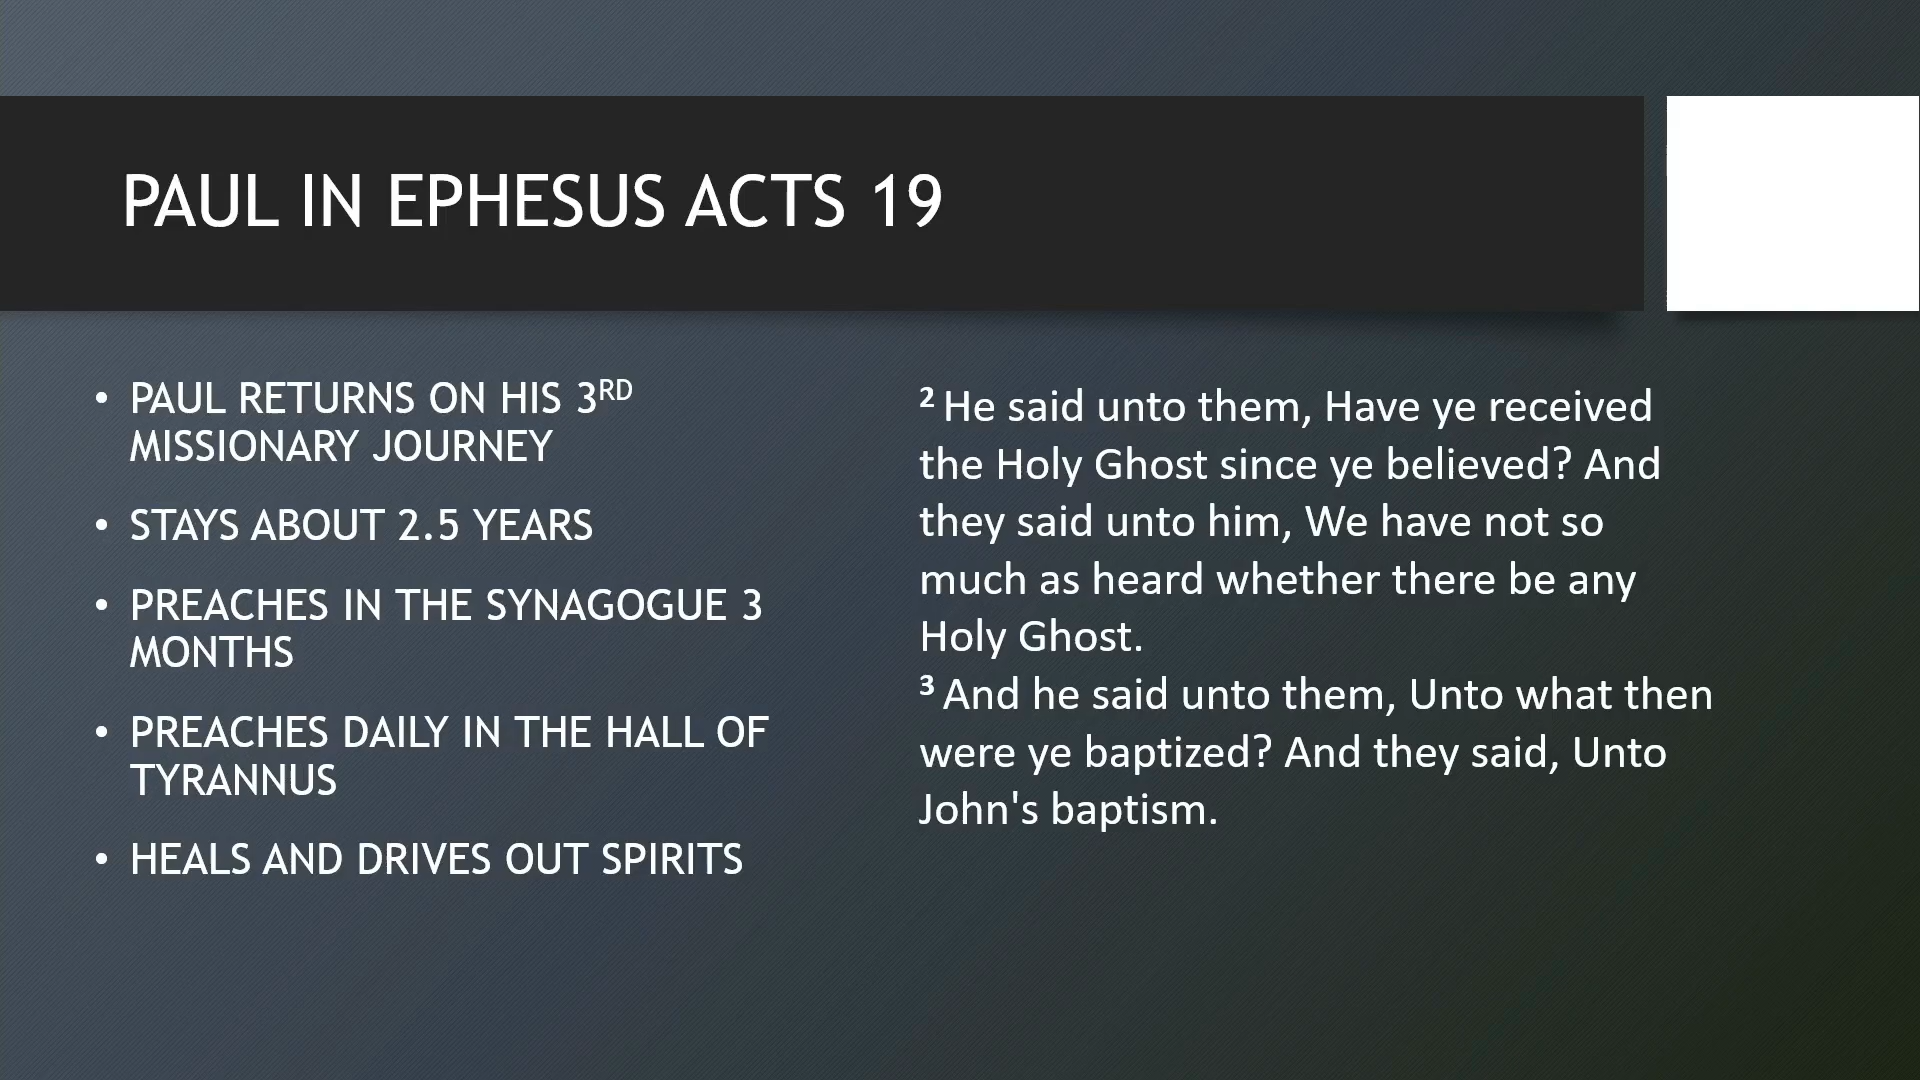 PAUL IN EPHESUS ACTS 19
• PAUL RETURNS ON HIS 3RD
MISSIONARY JOURNEY
• STAYS ABOUT 2.5 YEARS
• PREACHES IN THE SYNAGOGUE 3
MONTHS
• PREACHES DAILY IN THE HALL OF
TYRANNUS
• HEALS AND DRIVES OUT SPIRITS
2 He said unto them, Have ye received
the Holy Ghost since ye believed? And
they said unto him, We have not so
much as heard whether there be any
Holy Ghost.
3 And he said unto them, Unto what then
were ye baptized? And they said, Unto
John's baptism.